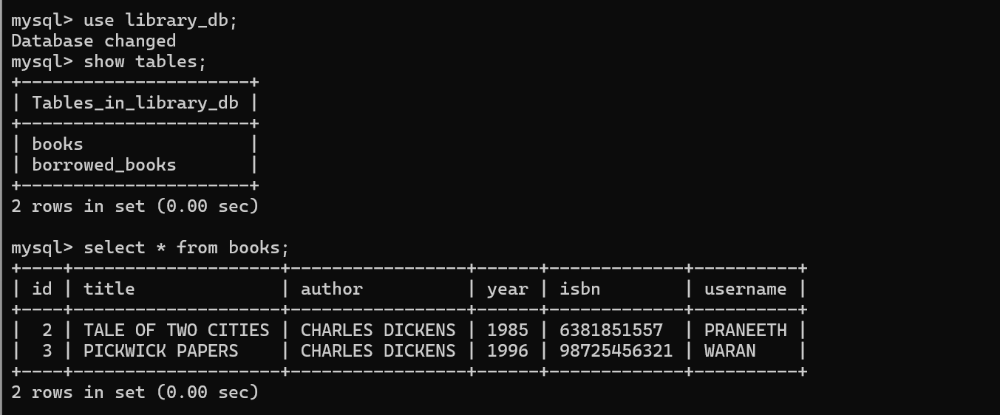 mysql> use library_db;
Database changed
mysql> show tables;
+----------------------+
| Tables_in_library_db |
+----------------------+
| books                |
| borrowed_books       |
+----------------------+
2 rows in set (0.00 sec)

mysql> select * from books;
+----+--------------------+-----------------+------+-------------+----------+
| id | title              | author          | year | isbn        | username |
+----+--------------------+-----------------+------+-------------+----------+
|  2 | TALE OF TWO CITIES | CHARLES DICKENS | 1985 | 6381851557  | PRANEETH |
|  3 | PICKWICK PAPERS    | CHARLES DICKENS | 1996 | 98725456321 | WARAN    |
+----+--------------------+-----------------+------+-------------+----------+
2 rows in set (0.00 sec)